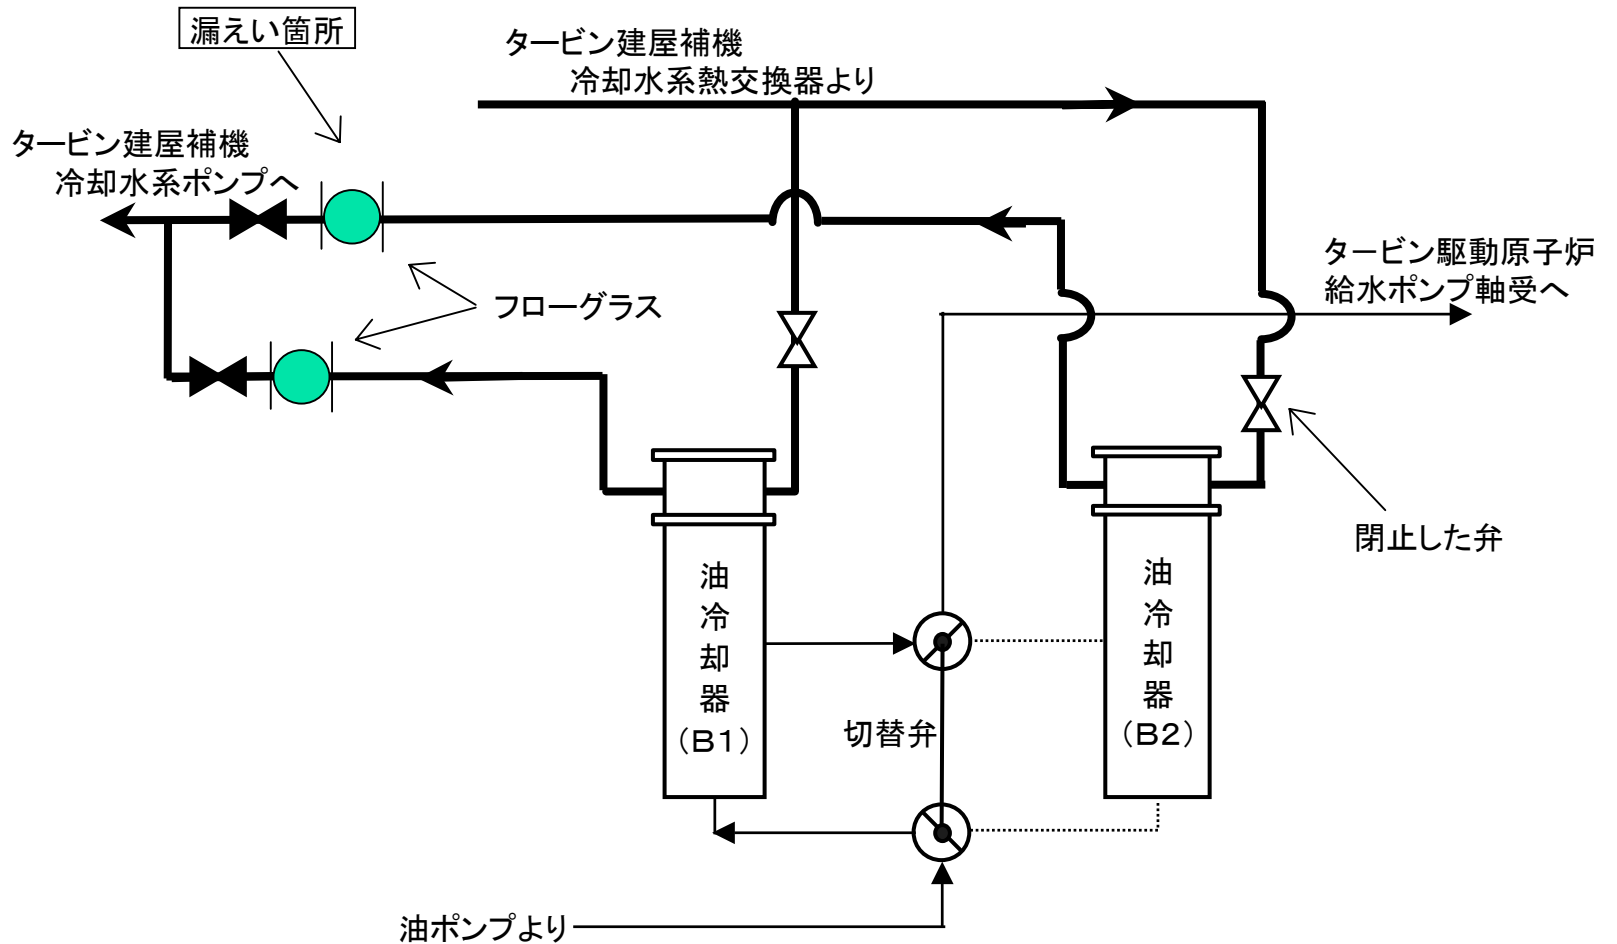 漏えい箇所
タービン建屋補機
冷却水系熱交換器より
タービン建屋補機
冷却水系ポンプへ
タービン駆動原子炉
給水ポンプ軸受へ
フローグラス
閉止した弁
油冷却器
（B1）
油冷却器
（B2）
切替弁
油ポンプより